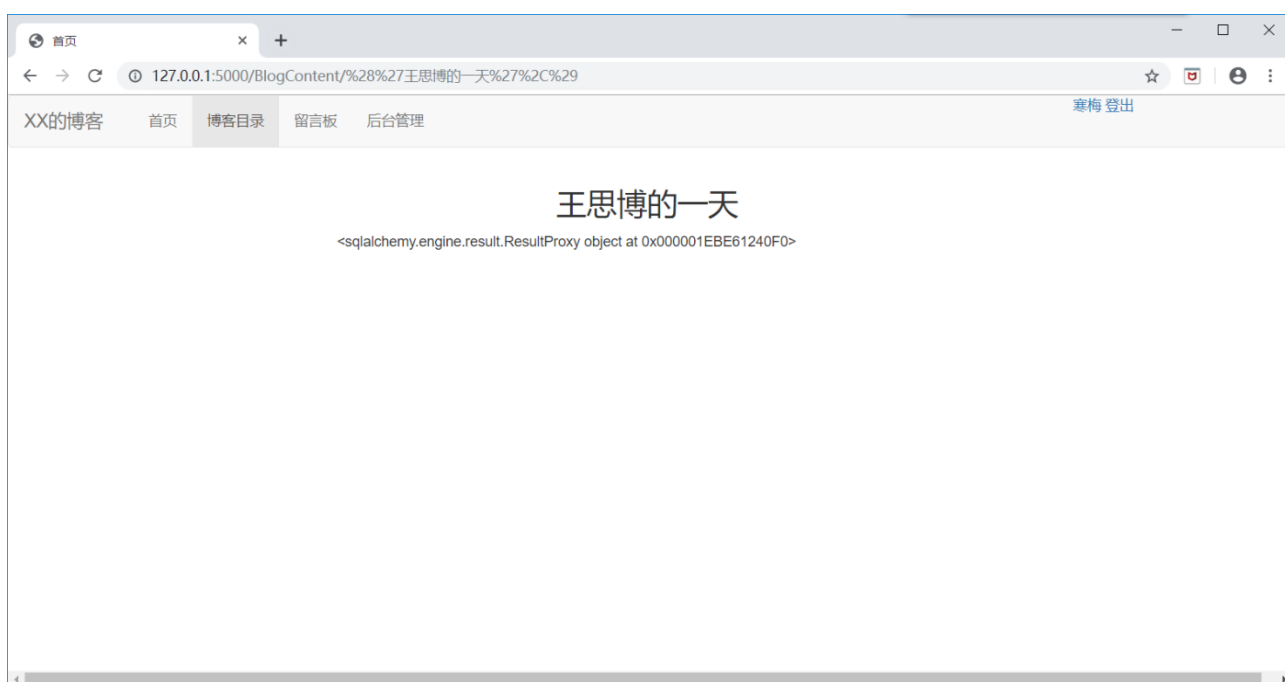 首页
127.0.0.1:5000/BlogContent/%28%27王思博的一天%27%2C%29
寒梅 登出
XX的博客 首页 博客目录 留言板 后台管理
王思博的一天
<sqlalchemy.engine.result.ResultProxy object at 0x000001EBE61240F0>